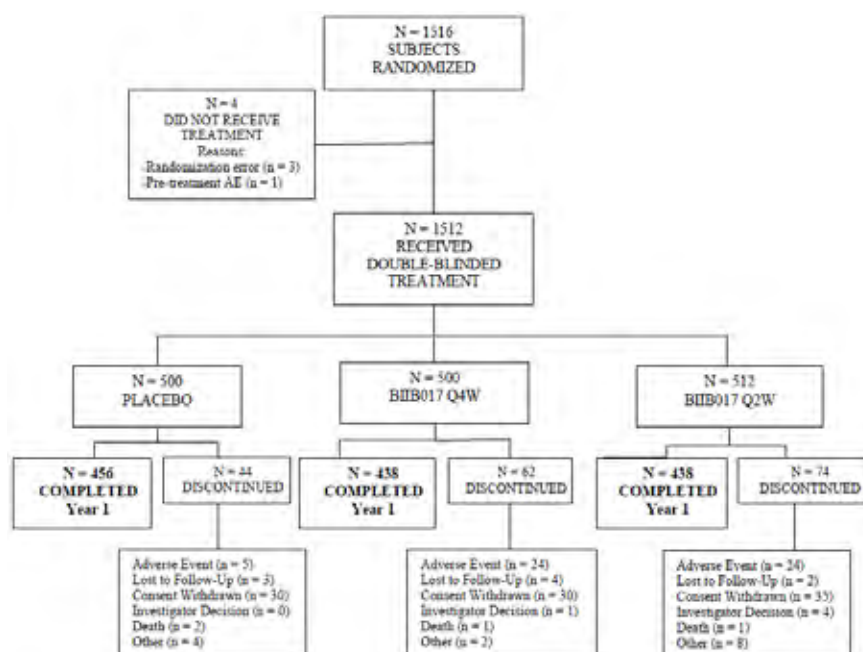 N = 1516
SUBJECTS
RANDOMIZED
N = 4
DID NOT RECEIVE
TREATMENT
Reasons:
-Randomization error (n = 3)
-Pre-treatment AE (n = 1)
N = 1512
RECEIVED
DOUBLE-BLINDED
TREATMENT
N = 500
PLACEBO
N = 500
BIIB017 Q4W
N = 512
BIIB017 Q2W
N = 456
COMPLETED
Year 1
N = 44
DISCONTINUED
N = 438
COMPLETED
Year 1
N = 62
DISCONTINUED
N = 438
COMPLETED
Year 1
N = 74
DISCONTINUED
Adverse Event (n = 5)
Lost to Follow-Up (n = 3)
Consent Withdrawn (n = 30)
Investigator Decision (n = 0)
Death (n = 2)
Other (n = 4)
Adverse Event (n = 24)
Lost to Follow-Up (n = 4)
Consent Withdrawn (n = 30)
Investigator Decision (n = 1)
Death (n = 1)
Other (n = 2)
Adverse Event (n = 24)
Lost to Follow-Up (n = 2)
Consent Withdrawn (n = 35)
Investigator Decision (n = 4)
Death (n = 1)
Other (n = 8)